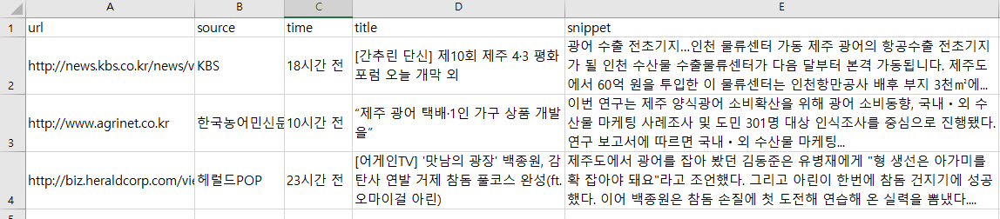 A B C D E
1 url source time title snippet
2 http://news.kbs.co.kr/news/v KBS 18시간 전
[간추린 단신] 제10회 제주 4·3 평화
포럼 오늘 개막 외
광어 수출 전초기지...인천 물류센터 가동 제주 광어의 항공수출 전초기지
가 될 인천 수산물 수출물류센터가 다음 달부터 본격 가동됩니다. 제주도
에서 60억 원을 투입한 이 물류센터는 인천항만공사 배후 부지 3천㎡에...
3 http://www.agrinet.co.kr 한국농어민신문 10시간 전
“제주 광어 택배·1인 가구 상품 개발
을”
이번 연구는 제주 양식광어 소비확산을 위해 광어 소비동향, 국내·외 수
산물 마케팅 사례조사 및 도민 301명 대상 인식조사를 중심으로 진행됐다.
연구 보고서에 따르면 국내·외 수산물 마케팅...
4 http://biz.heraldcorp.com/vie 헤럴드POP 23시간 전
[어게인TV] '맛남의 광장' 백종원, 감
탄사 연발 거제 참돔 풀코스 완성(ft.
오마이걸 아린)
제주도에서 광어를 잡아 봤던 김동준은 유병재에게 "형 생선은 아가미를
확 잡아야 돼요"라고 조언했다. 그리고 아린이 한번에 참돔 건지기에 성공
했다. 이어 백종원은 참돔 손질에 첫 도전해 연습해 온 실력을 뽐냈다....